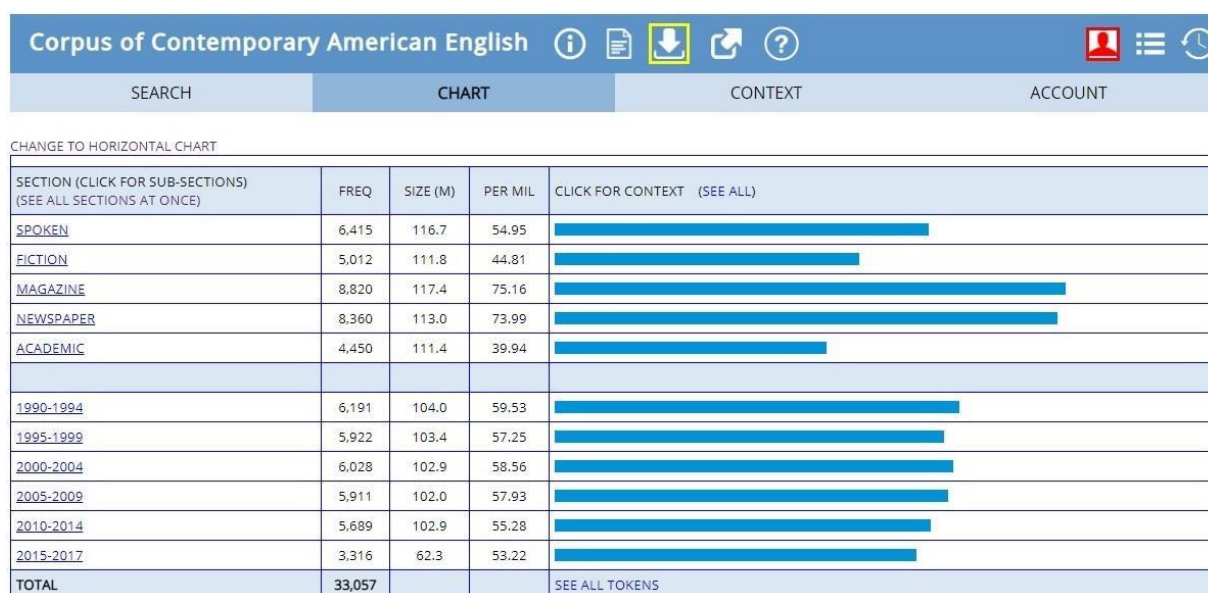 Corpus of Contemporary American English
SEARCH CHART CONTEXT ACCOUNT
CHANGE TO HORIZONTAL CHART
SECTION (CLICK FOR SUB-SECTIONS) FREQ SIZE (M) PER MIL CLICK FOR CONTEXT (SEE ALL)
(SEE ALL SECTIONS AT ONCE)
SPOKEN 6,415 116.7 54.95
FICTION 5,012 111.8 44.81
MAGAZINE 8,820 117.4 75.16
NEWSPAPER 8,360 113.0 73.99
ACADEMIC 4,450 111.4 39.94
1990-1994 6,191 104.0 59.53
1995-1999 5,922 103.4 57.25
2000-2004 6,028 102.9 58.56
2005-2009 5,911 102.0 57.93
2010-2014 5,689 102.9 55.28
2015-2017 3,316 62.3 53.22
TOTAL 33,057 SEE ALL TOKENS